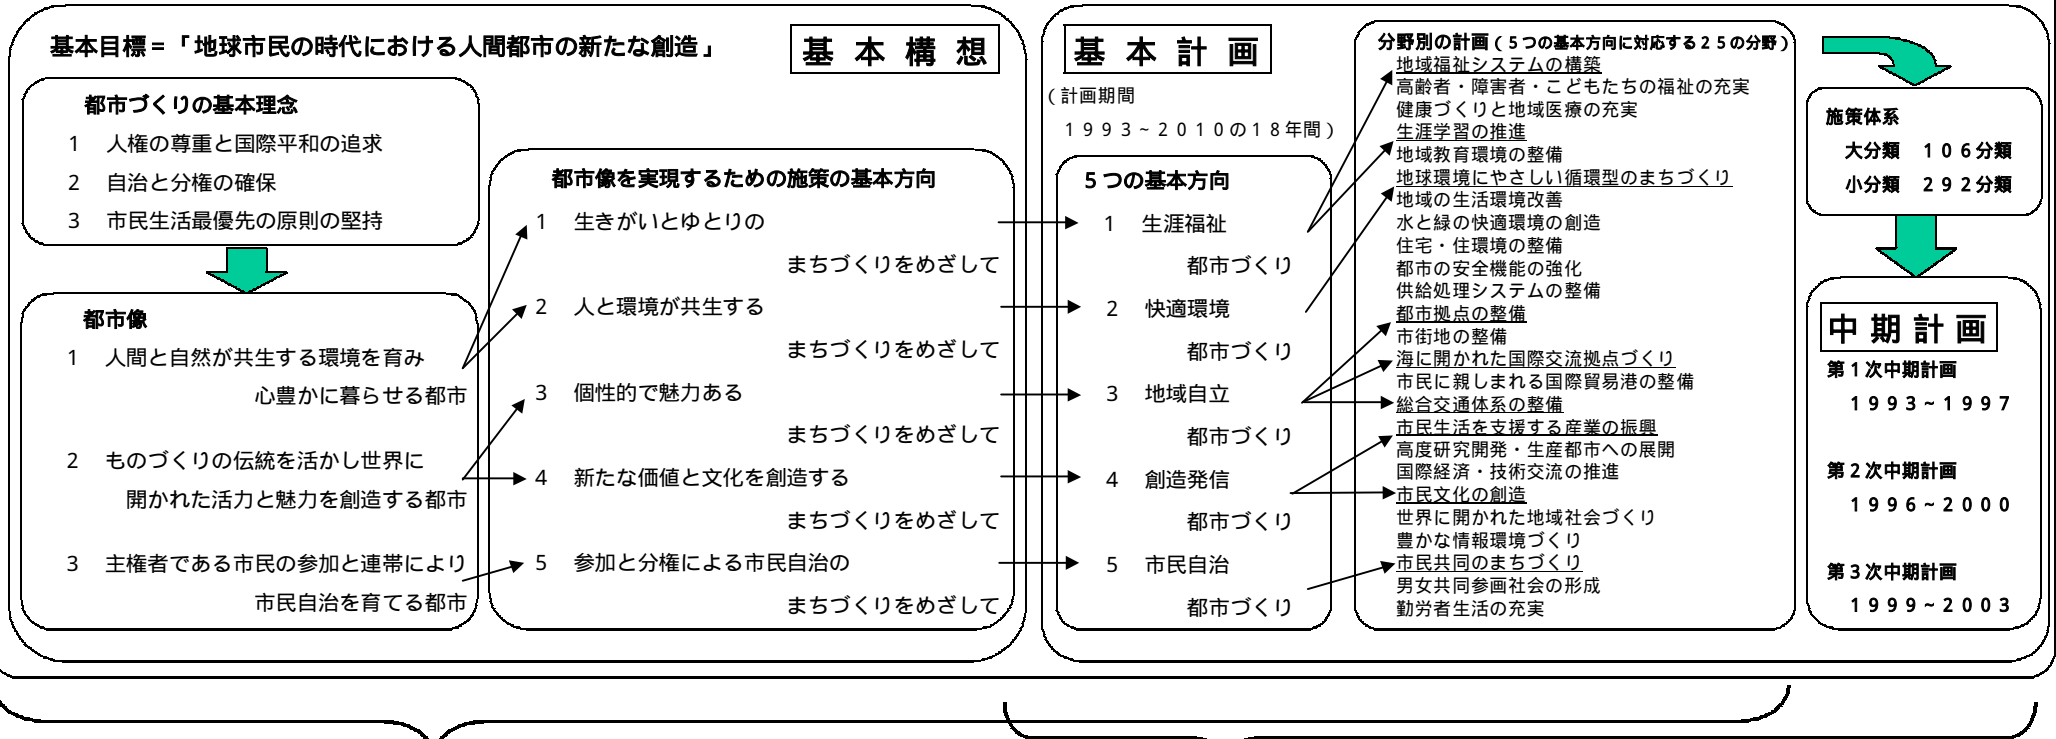 基本目標＝「地球市民の時代における人間都市の新たな創造」
基本構想
都市づくりの基本理念
1 人権の尊重と国際平和の追求
2 自治と分権の確保
3 市民生活最優先の原則の堅持
都市像
1 人間と自然が共生する環境を育み
心豊かに暮らせる都市
2 ものづくりの伝統を活かし世界に
開かれた活力と魅力を創造する都市
3 主権者である市民の参加と連帯により
市民自治を育てる都市
都市像を実現するための施策の基本方向
1 生きがいとゆとりの
まちづくりをめざして
2 人と環境が共生する
まちづくりをめざして
3 個性的で魅力ある
まちづくりをめざして
4 新たな価値と文化を創造する
まちづくりをめざして
5 参加と分権による市民自治の
まちづくりをめざして
基本計画
（計画期間
１９９３～２０１０の１８年間）
５つの基本方向
1 生涯福祉
都市づくり
2 快適環境
都市づくり
3 地域自立
都市づくり
4 創造発信
都市づくり
5 市民自治
都市づくり
分野別の計画（５つの基本方向に対応する２５の分野）
地域福祉システムの構築
高齢者・障害者・こどもたちの福祉の充実
健康づくりと地域医療の充実
生涯学習の推進
地域教育環境の整備
地球環境にやさしい循環型のまちづくり
地域の生活環境改善
水と緑の快適環境の創造
住宅・住環境の整備
都市の安全機能の強化
供給処理システムの整備
都市拠点の整備
市街地の整備
海に開かれた国際交流拠点づくり
市民に親しまれる国際貿易港の整備
総合交通体系の整備
市民生活を支援する産業の振興
高度研究開発・生産都市への展開
国際経済・技術交流の推進
市民文化の創造
世界に開かれた地域社会づくり
豊かな情報環境づくり
市民共同のまちづくり
男女共同参画社会の形成
勤労者生活の充実
施策体系
大分類 １０６分類
小分類 ２９２分類
中期計画
第１次中期計画
１９９３～１９９７
第２次中期計画
１９９６～２０００
第３次中期計画
１９９９～２００３